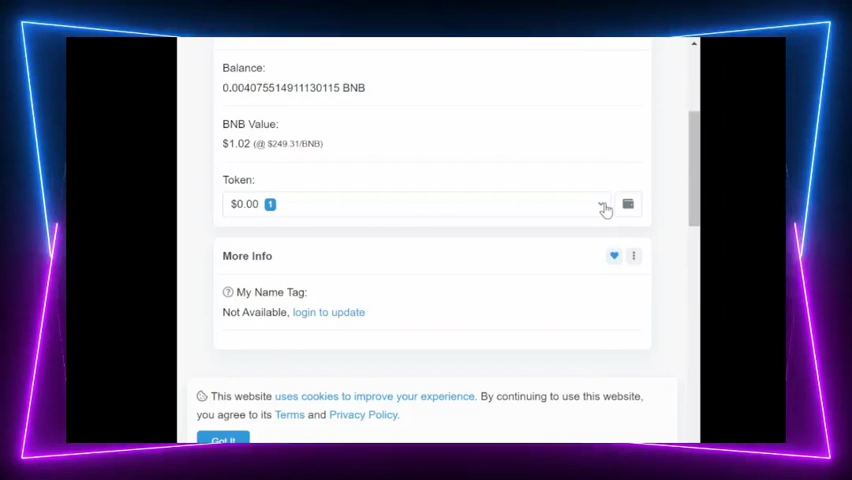 Balance:
0.004075514911130115 BNB
BNB Value:
$1.02 (@ $249.31/BNB)
Token:
$0.00 1
More Info
My Name Tag:
Not Available, login to update
This website uses cookies to improve your experience. By continuing to use this website,
you agree to its Terms and Privacy Policy.
Got It